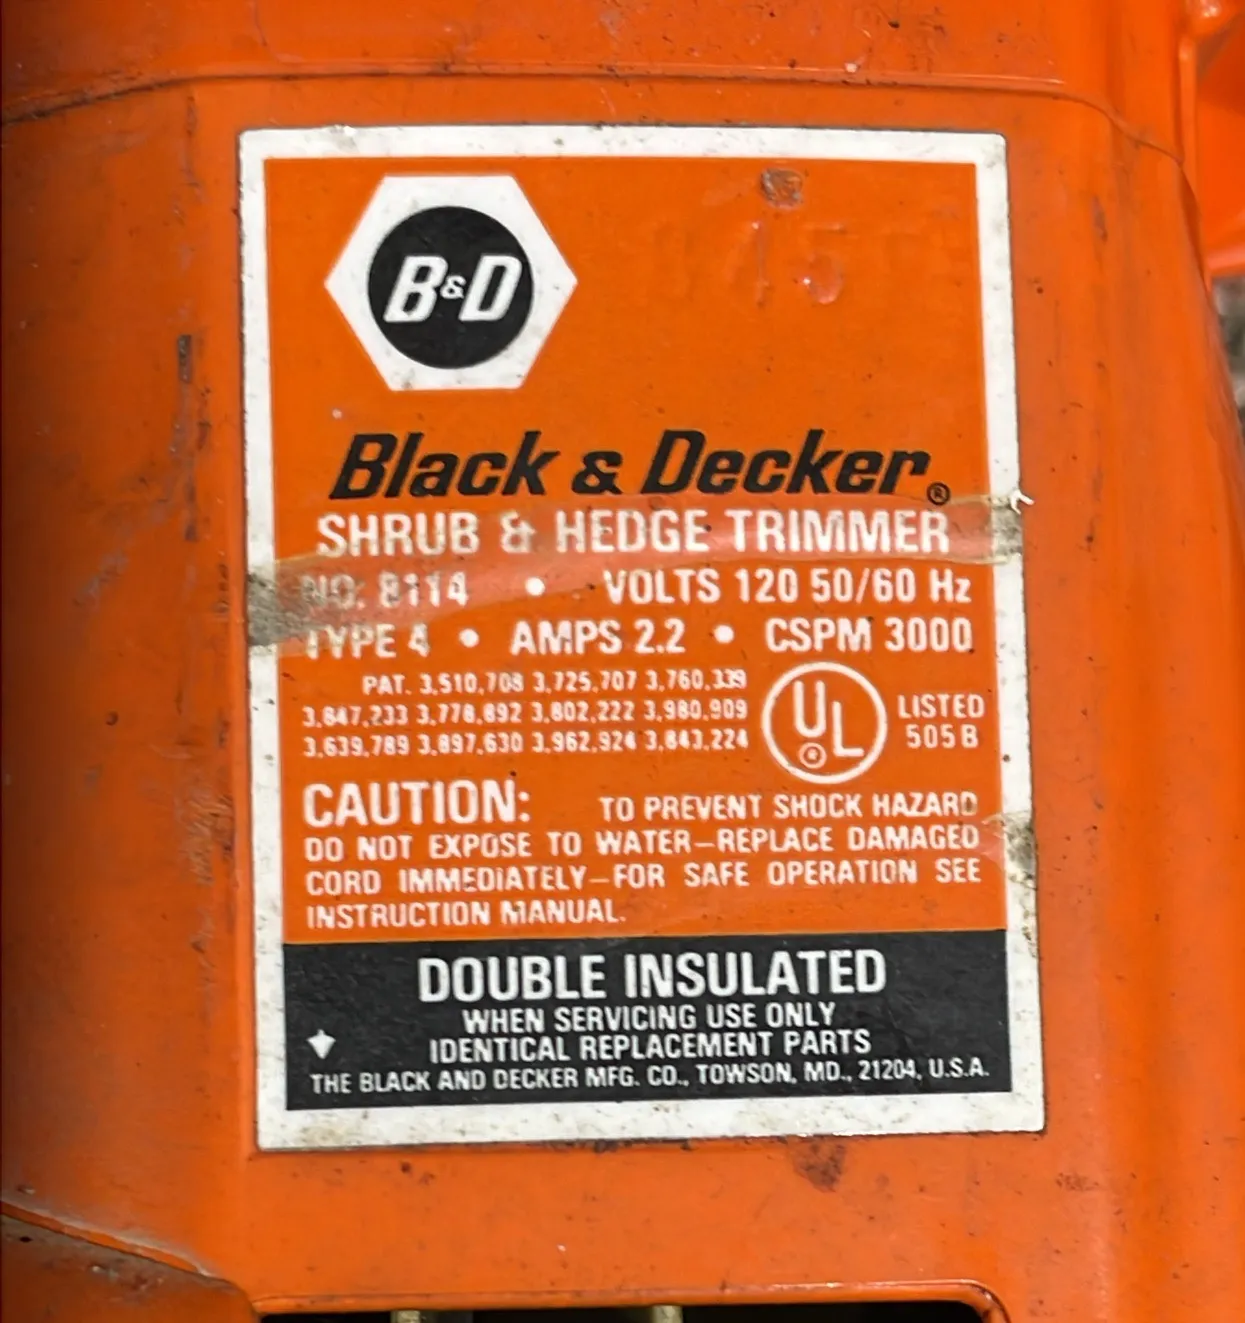 B&D
Black & Decker®
SHRUB & HEDGE TRIMMER
NO. 8114 • VOLTS 120 50/60 Hz
TYPE 4 • AMPS 2.2 • CSPM 3000
PAT. 3,510,708 3,725,707 3,760,339
3,847,233 3,778,892 3,802,222 3,980,909
3,639,789 3,897,630 3,962,924 3,843,224
UL®
LISTED
505B
CAUTION: TO PREVENT SHOCK HAZARD
DO NOT EXPOSE TO WATER—REPLACE DAMAGED
CORD IMMEDIATELY—FOR SAFE OPERATION SEE
INSTRUCTION MANUAL.
DOUBLE INSULATED
WHEN SERVICING USE ONLY
IDENTICAL REPLACEMENT PARTS
THE BLACK AND DECKER MFG. CO., TOWSON, MD., 21204, U.S.A.